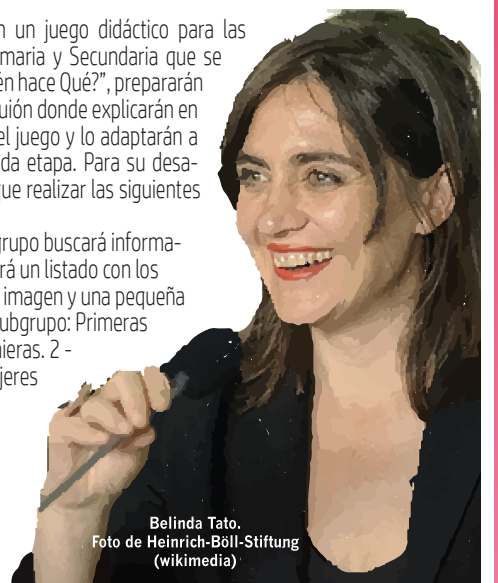 n un juego didáctico para las
maria y Secundaria que se
én hace Qué?", prepararán
uión donde explicarán en
el juego y lo adaptarán a
da etapa. Para su desa-
que realizar las siguientes
grupo buscará informa-
rá un listado con los
imagen y una pequeña
ubgrupo: Primeras
ieras. 2 -
jeres
Belinda Tato.
Foto de Heinrich-Böll-Stiftung
(wikimedia)